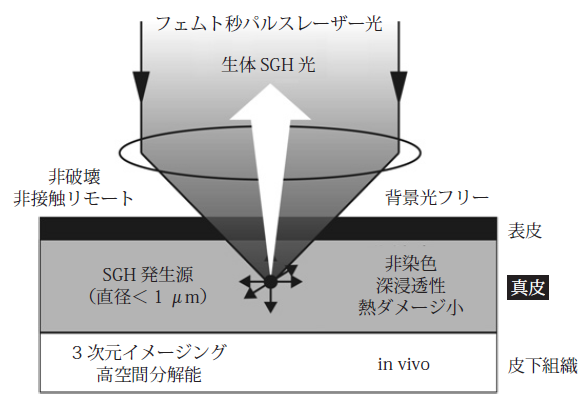 フェムト秒パルスレーザー光
生体 SGH 光
非破壊
非接触リモート
背景光フリー
表皮
SGH 発生源
(直径< 1 μm)
非染色
深浸透性
熱ダメージ小
真皮
3 次元イメージング
高空間分解能
in vivo
皮下組織